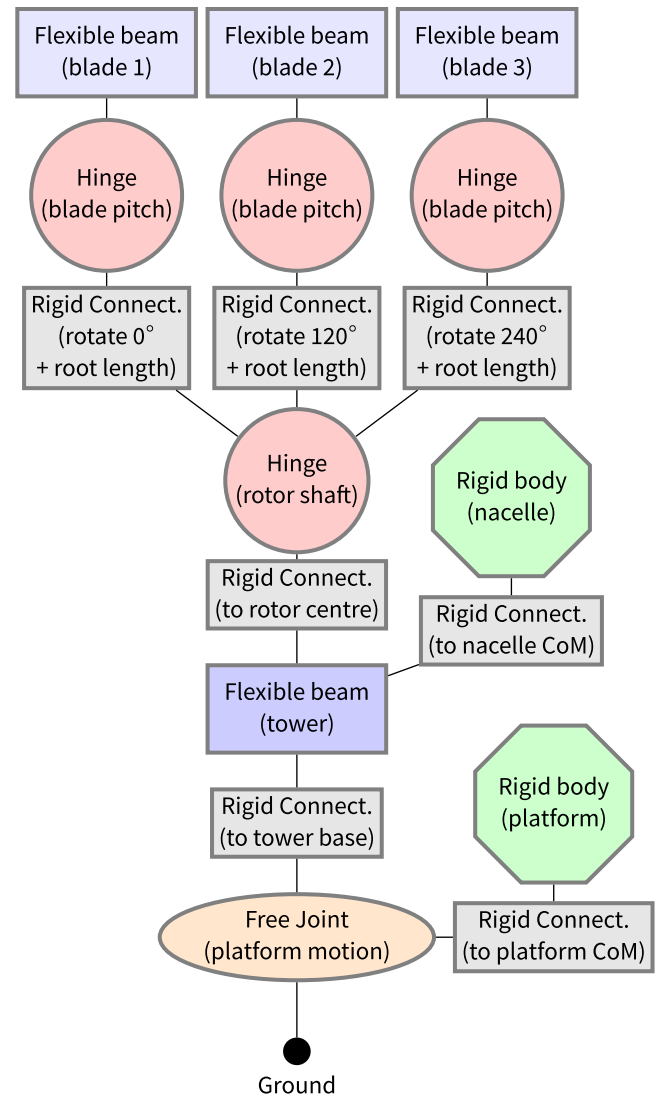 Flexible beam
(blade 1)
Flexible beam
(blade 2)
Flexible beam
(blade 3)
Hinge
(blade pitch)
Hinge
(blade pitch)
Hinge
(blade pitch)
Rigid Connect.
(rotate 0°
+ root length)
Rigid Connect.
(rotate 120°
+ root length)
Rigid Connect.
(rotate 240°
+ root length)
Hinge
(rotor shaft)
Rigid body
(nacelle)
Rigid Connect.
(to rotor centre)
Rigid Connect.
(to nacelle CoM)
Flexible beam
(tower)
Rigid body
(platform)
Rigid Connect.
(to tower base)
Free Joint
(platform motion)
Rigid Connect.
(to platform CoM)
Ground